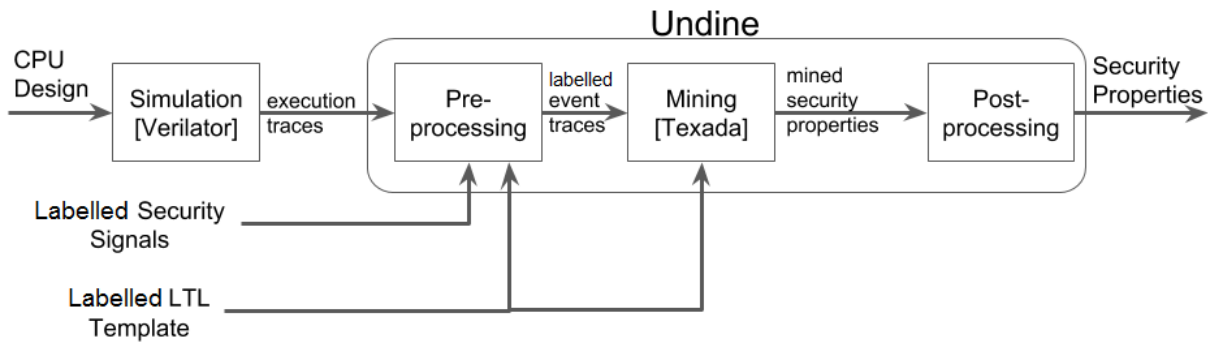 Undine
CPU
Design
Simulation
[Verilator]
execution
traces
Pre-
processing
labelled
event
traces
Mining
[Texada]
mined
security
properties
Post-
processing
Security
Properties
Labelled Security
Signals
Labelled LTL
Template